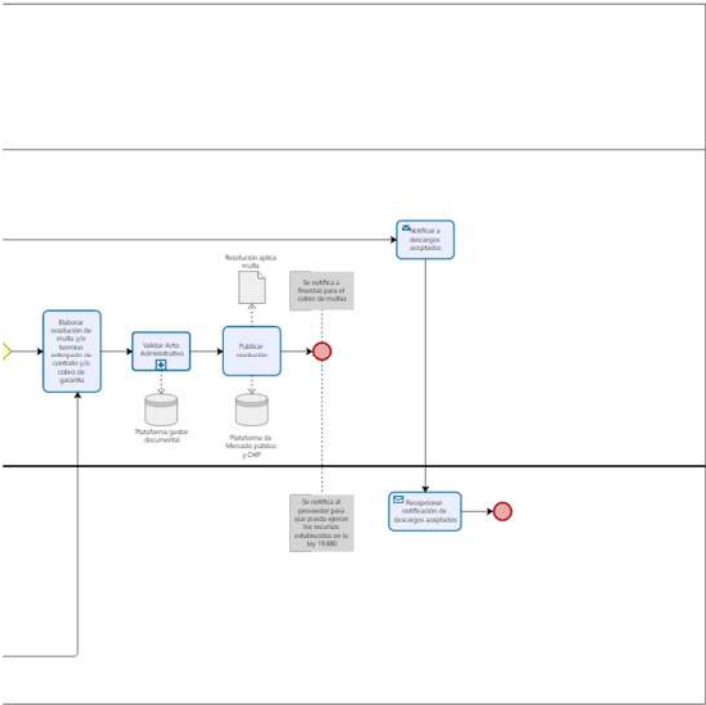 Notificar a
descargos
aceptados
Resolución aplica
multa
Se notifica a
finanzas para el
cobro de multas
Elaborar
resolución de
multa y/o
termino
anticipado de
contrato y/o
cobro de
garantía
Validar Acto
Administrativo
Publicar
resolución
Plataforma gestor
documental
Plataforma de
Mercado público
y
Se notifica al
proveedor para
que pueda ejercer
los recursos
establecidos en la
ley 19.880
Recepcionar
notificación de
descargos aceptados